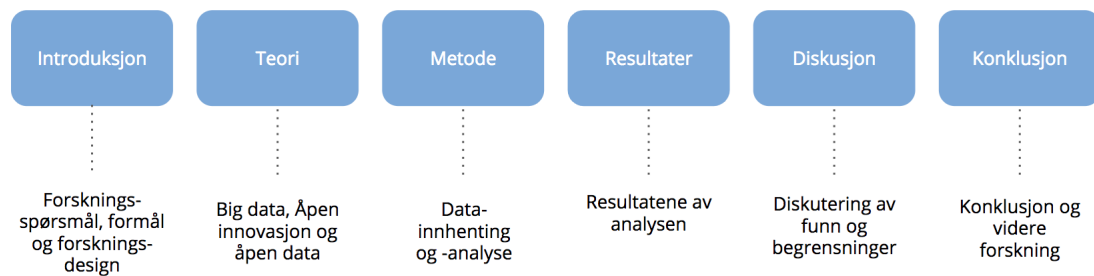 Introduksjon
Teori
Metode
Resultater
Diskusjon
Konklusjon
Forsknings-
spørsmål, formål
og forsknings-
design
Big data, Åpen
innovasjon og
åpen data
Data-
innhenting
og -analyse
Resultatene av
analysen
Diskutering av
funn og
begrensninger
Konklusjon og
videre
forskning